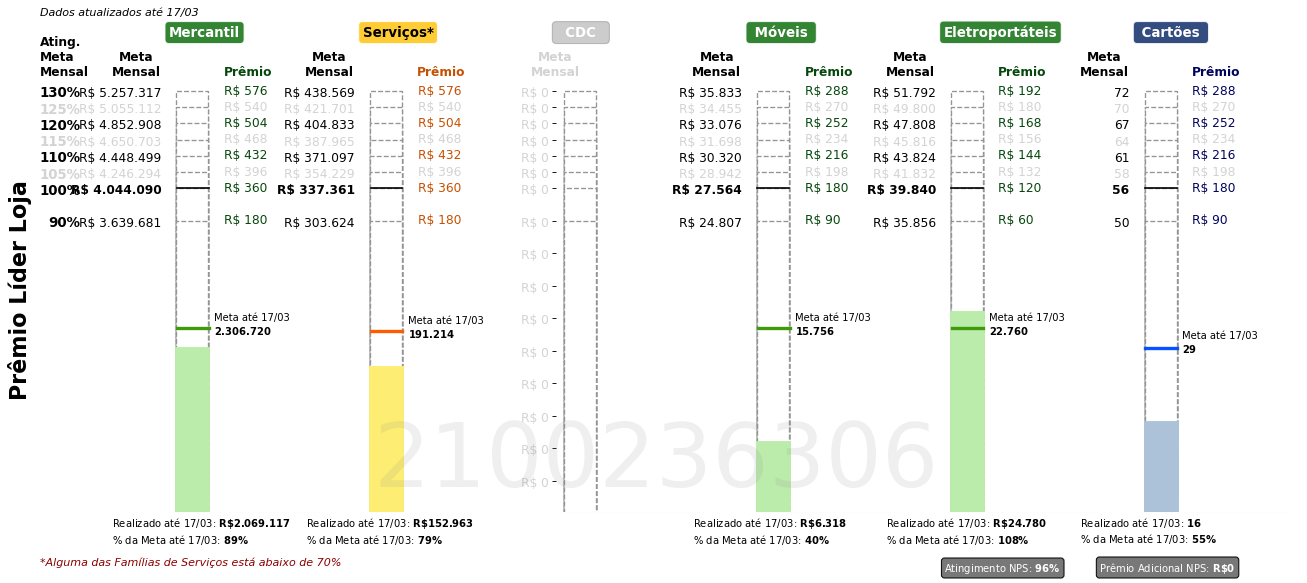 Dados atualizados até 17/03
Mercantil Serviços* CDC Móveis Eletroportáteis Cartões
Ating. Meta Mensal
Meta Mensal Prêmio Meta Mensal Prêmio Meta Mensal Meta Mensal Prêmio Meta Mensal Prêmio Meta Mensal Prêmio
130% R$ 5.257.317 R$ 576 R$ 438.569 R$ 576 R$ 0 R$ 35.833 R$ 288 R$ 51.792 R$ 192 72 R$ 288
125% R$ 5.055.112 R$ 540 R$ 421.701 R$ 540 R$ 0 R$ 34.455 R$ 270 R$ 49.800 R$ 180 70 R$ 270
120% R$ 4.852.908 R$ 504 R$ 404.833 R$ 504 R$ 0 R$ 33.076 R$ 252 R$ 47.808 R$ 168 67 R$ 252
115% R$ 4.650.703 R$ 468 R$ 387.965 R$ 468 R$ 0 R$ 31.698 R$ 234 R$ 45.816 R$ 156 64 R$ 234
110% R$ 4.448.499 R$ 432 R$ 371.097 R$ 432 R$ 0 R$ 30.320 R$ 216 R$ 43.824 R$ 144 61 R$ 216
105% R$ 4.246.294 R$ 396 R$ 354.229 R$ 396 R$ 0 R$ 28.942 R$ 198 R$ 41.832 R$ 132 58 R$ 198
100% R$ 4.044.090 R$ 360 R$ 337.361 R$ 360 R$ 0 R$ 27.564 R$ 180 R$ 39.840 R$ 120 56 R$ 180
90% R$ 3.639.681 R$ 180 R$ 303.624 R$ 180 R$ 0 R$ 24.807 R$ 90 R$ 35.856 R$ 60 50 R$ 90
R$ 0
R$ 0
R$ 0
R$ 0
R$ 0
R$ 0
R$ 0
R$ 0
Prêmio Líder Loja
Meta até 17/03
2.306.720
Meta até 17/03
191.214
Meta até 17/03
15.756
Meta até 17/03
22.760
Meta até 17/03
29
2100236306
Realizado até 17/03: R$2.069.117 Realizado até 17/03: R$152.963 Realizado até 17/03: R$6.318 Realizado até 17/03: R$24.780 Realizado até 17/03: 16
% da Meta até 17/03: 89% % da Meta até 17/03: 79% % da Meta até 17/03: 40% % da Meta até 17/03: 108% % da Meta até 17/03: 55%
*Alguma das Famílias de Serviços está abaixo de 70% Atingimento NPS: 96% Prêmio Adicional NPS: R$0